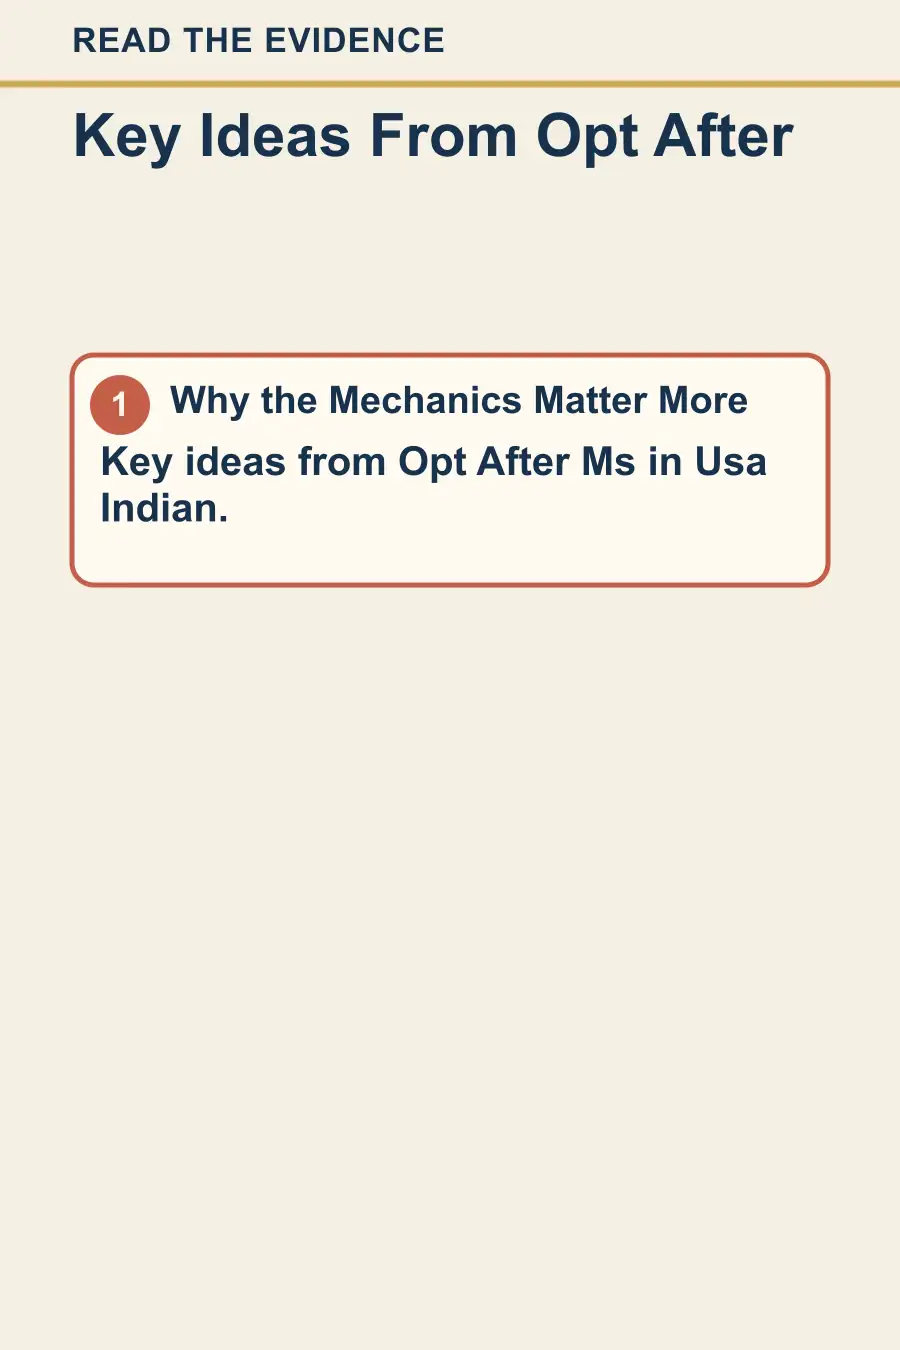 READ THE EVIDENCE
Key Ideas From Opt After
1 Why the Mechanics Matter More
Key ideas from Opt After Ms in Usa
Indian.